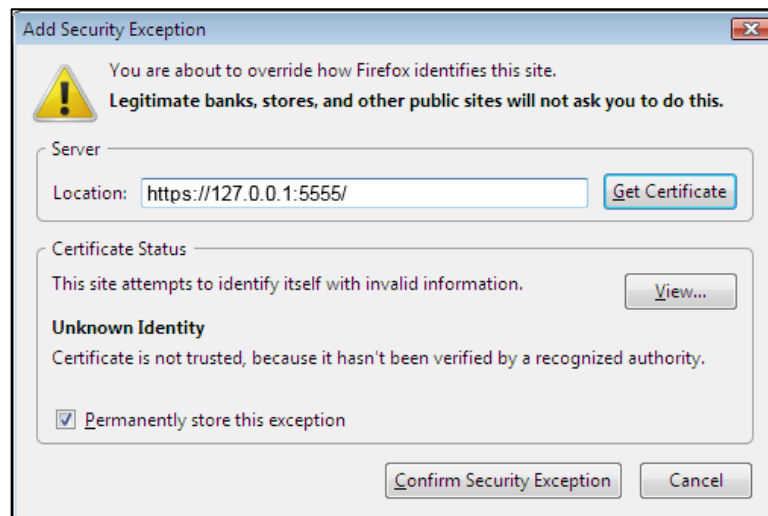 Add Security Exception
You are about to override how Firefox identifies this site.
Legitimate banks, stores, and other public sites will not ask you to do this.
Server
Location: https://127.0.0.1:5555/ Get Certificate
Certificate Status
This site attempts to identify itself with invalid information.
View...
Unknown Identity
Certificate is not trusted, because it hasn't been verified by a recognized authority.
Permanently store this exception
Confirm Security Exception Cancel